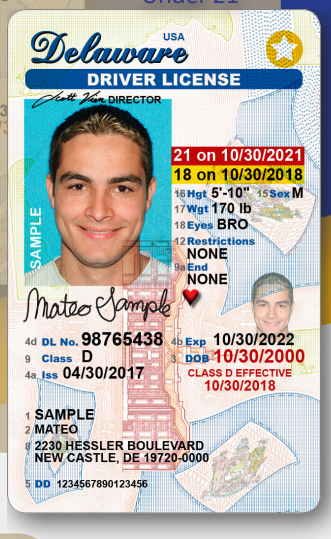 Under 21
USA
Delaware
DRIVER LICENSE
Scott Vien DIRECTOR
21 on 10/30/2021
18 on 10/30/2018
16 Hgt 5'-10" 15 Sex M
17 Wgt 170 lb
18 Eyes BRO
12 Restrictions
NONE
9a End
NONE
SAMPLE
Mateo Sample
4d DL No. 98765438 4b Exp 10/30/2022
9 Class D 3 DOB 10/30/2000
4a Iss 04/30/2017 CLASS D EFFECTIVE
10/30/2018
1 SAMPLE
2 MATEO
8 2230 HESSLER BOULEVARD
NEW CASTLE, DE 19720-0000
5 DD 1234567890123456